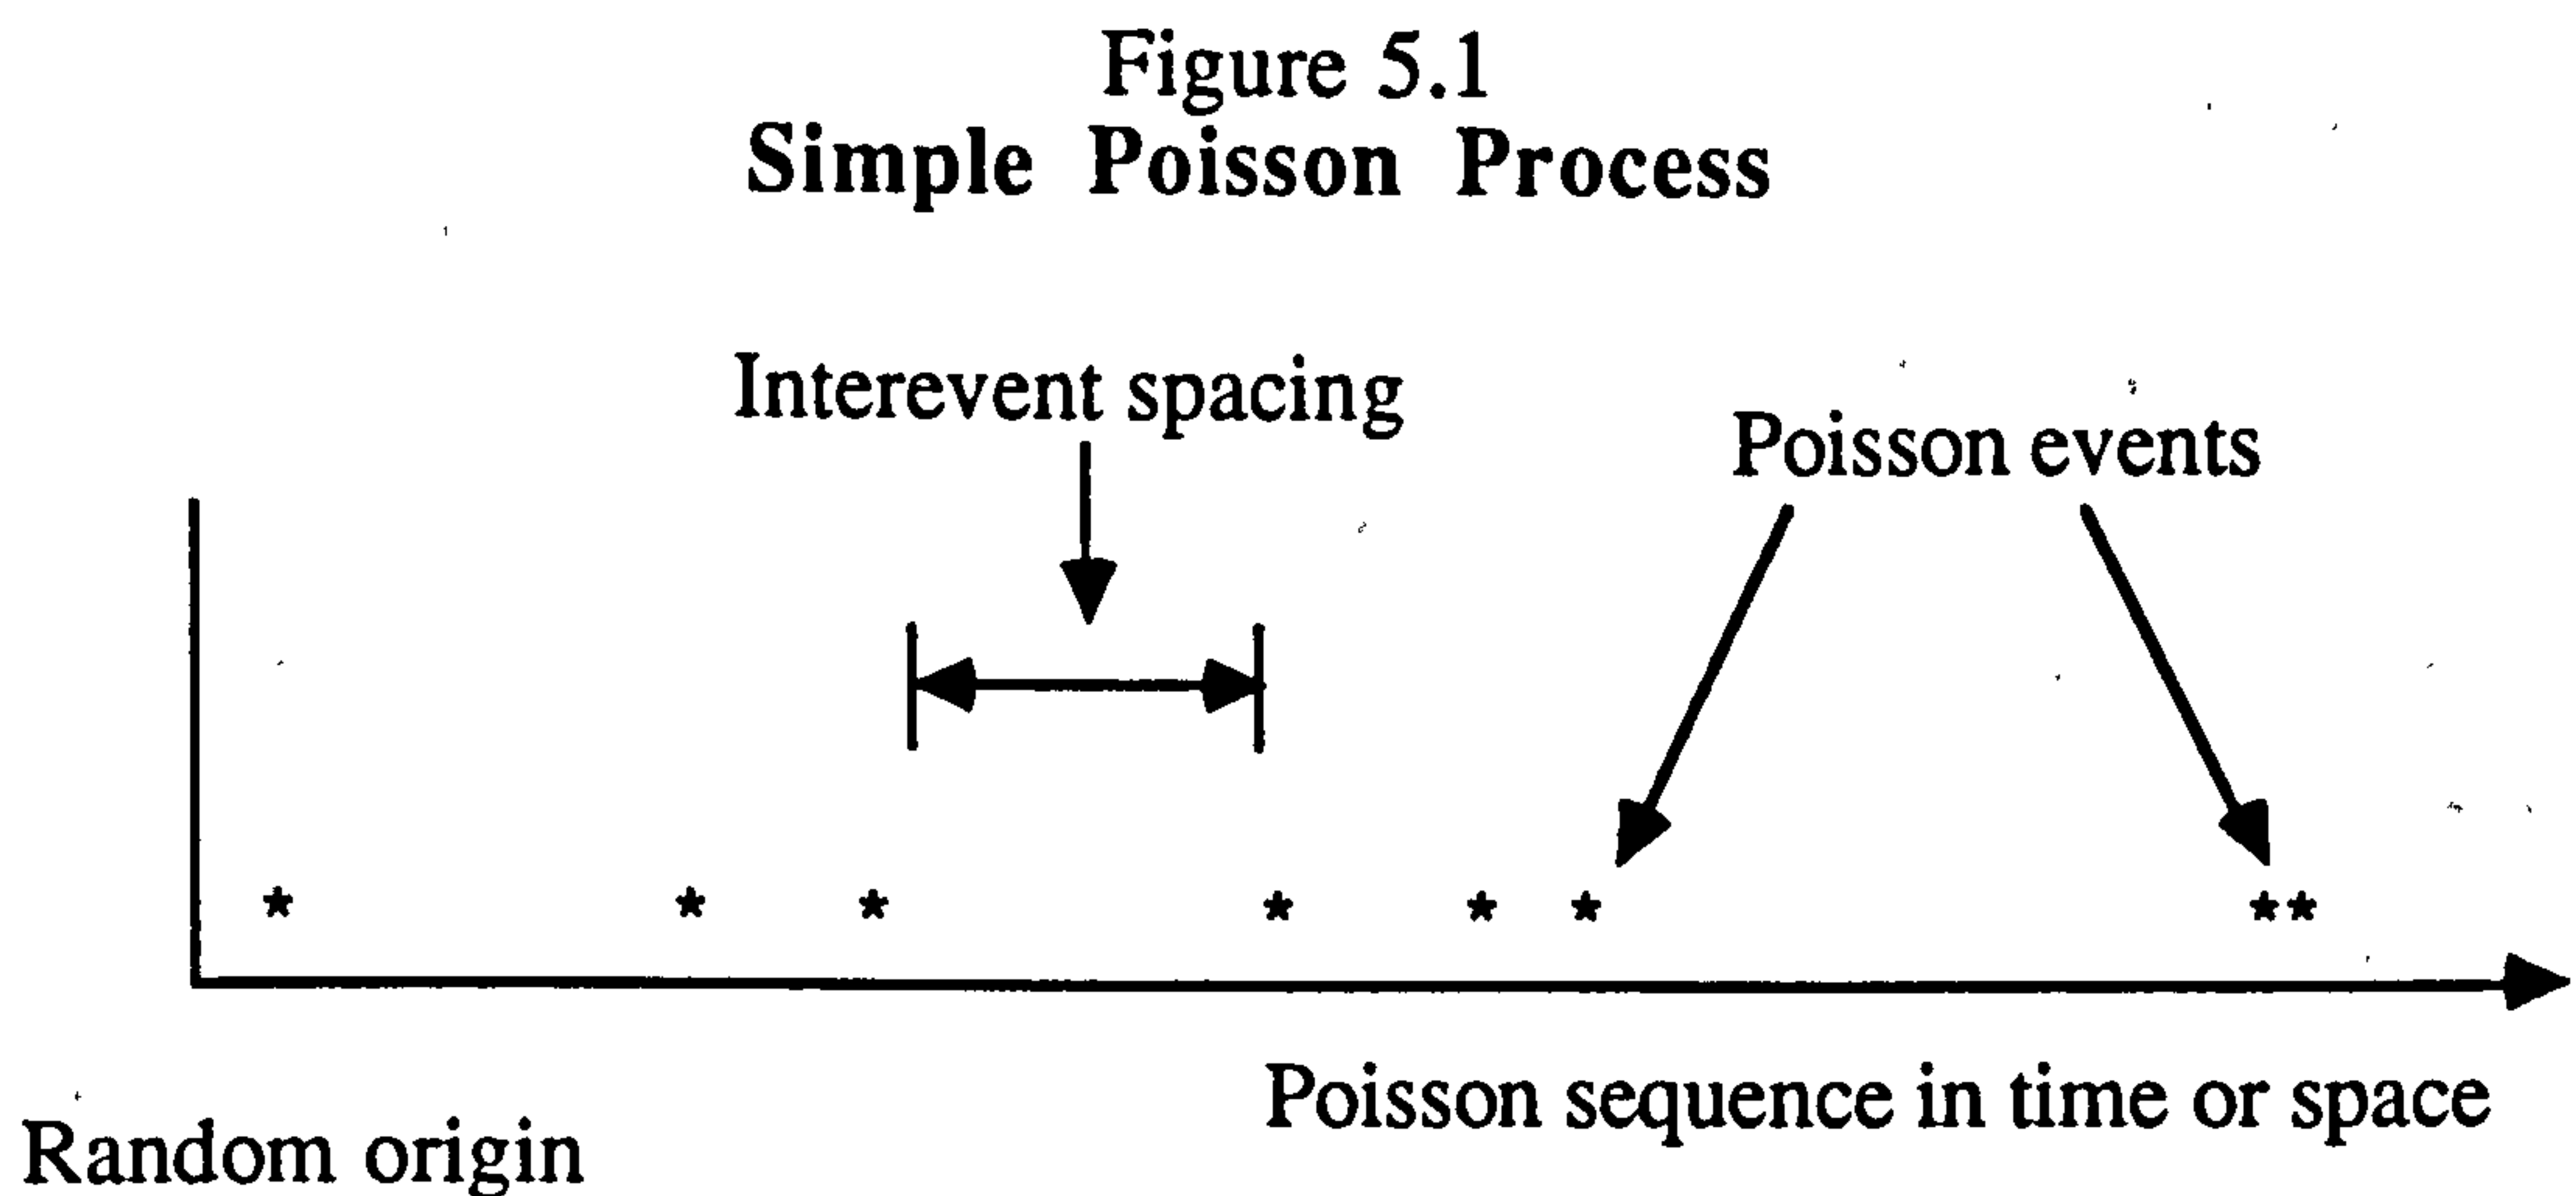 Figure 5.1
Simple Poisson Process
Interevent spacing
Poisson events
* * * * * * **
Poisson sequence in time or space
Random origin